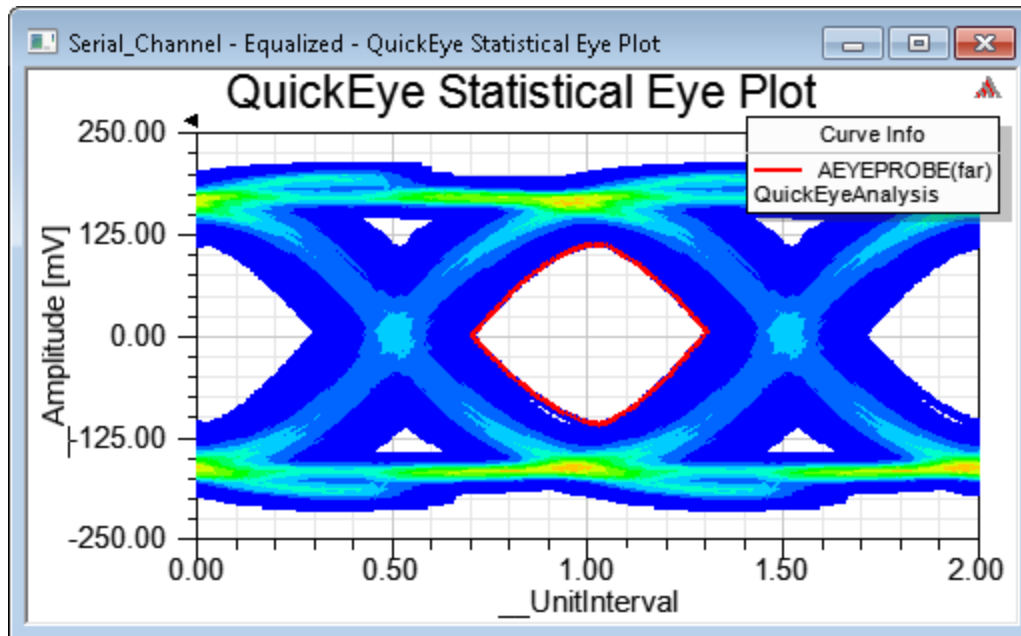 Serial_Channel - Equalized - QuickEye Statistical Eye Plot
QuickEye Statistical Eye Plot
Curve Info
AEYEPROBE(far)
QuickEyeAnalysis
250.00
125.00
0.00
-125.00
-250.00
__Amplitude [mV]
0.00 0.50 1.00 1.50 2.00
__UnitInterval